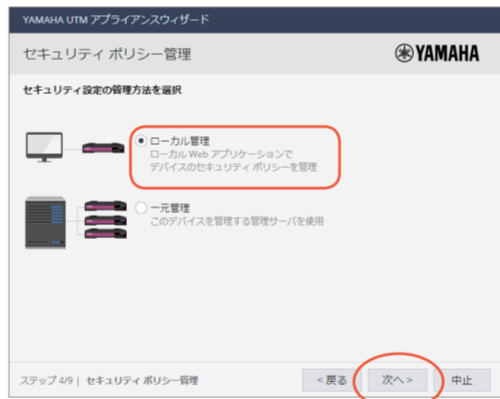 YAMAHA UTM アプライアンスウィザード
セキュリティ ポリシー管理
YAMAHA
セキュリティ設定の管理方法を選択
ローカル管理
ローカル Web アプリケーションで
デバイスのセキュリティ ポリシーを管理
一元管理
このデバイスを管理する管理サーバを使用
ステップ 4/9 | セキュリティ ポリシー管理
< 戻る
次へ >
中止